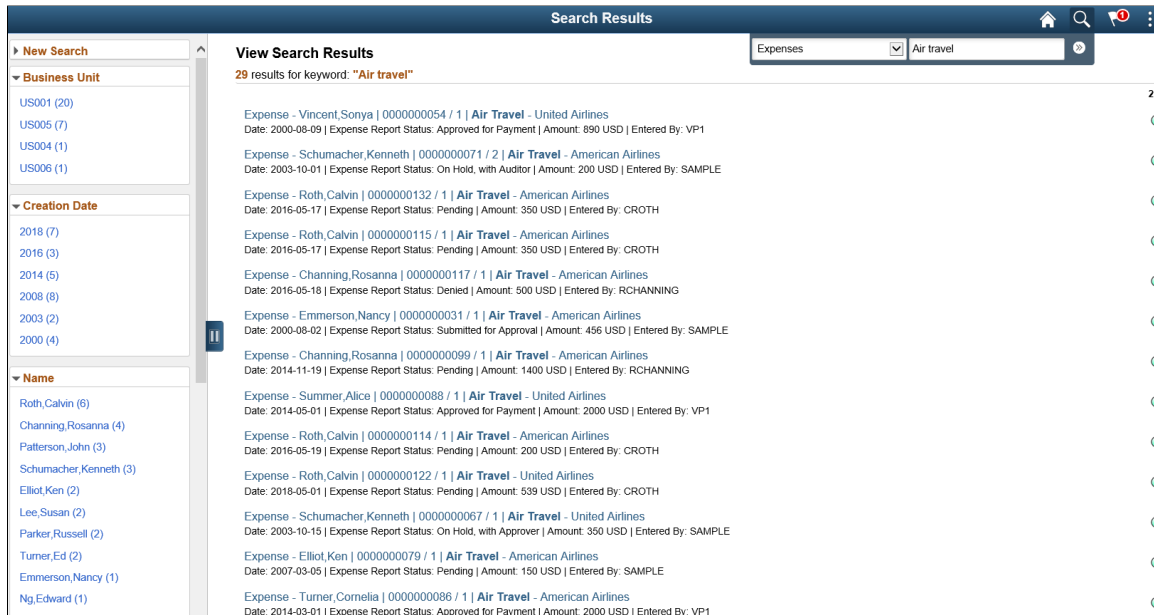 Search Results
1
Expenses
Air travel
New Search
Business Unit
US001 (20)
US005 (7)
US004 (1)
US006 (1)
Creation Date
2018 (7)
2016 (3)
2014 (5)
2008 (8)
2003 (2)
2000 (4)
Name
Roth,Calvin (6)
Channing,Rosanna (4)
Patterson,John (3)
Schumacher,Kenneth (3)
Elliot,Ken (2)
Lee,Susan (2)
Parker,Russell (2)
Turner,Ed (2)
Emmerson,Nancy (1)
Ng,Edward (1)
View Search Results
29 results for keyword: "Air travel"
2
Expense - Vincent,Sonya | 0000000054 / 1 | Air Travel - United Airlines
Date: 2000-08-09 | Expense Report Status: Approved for Payment | Amount: 890 USD | Entered By: VP1
Expense - Schumacher,Kenneth | 0000000071 / 2 | Air Travel - American Airlines
Date: 2003-10-01 | Expense Report Status: On Hold, with Auditor | Amount: 200 USD | Entered By: SAMPLE
Expense - Roth,Calvin | 0000000132 / 1 | Air Travel - American Airlines
Date: 2016-05-17 | Expense Report Status: Pending | Amount: 350 USD | Entered By: CROTH
Expense - Roth,Calvin | 0000000115 / 1 | Air Travel - American Airlines
Date: 2016-05-17 | Expense Report Status: Pending | Amount: 350 USD | Entered By: CROTH
Expense - Channing,Rosanna | 0000000117 / 1 | Air Travel - American Airlines
Date: 2016-05-18 | Expense Report Status: Denied | Amount: 500 USD | Entered By: RCHANNING
Expense - Emmerson,Nancy | 0000000031 / 1 | Air Travel - American Airlines
Date: 2000-08-02 | Expense Report Status: Submitted for Approval | Amount: 456 USD | Entered By: SAMPLE
Expense - Channing,Rosanna | 0000000099 / 1 | Air Travel - American Airlines
Date: 2014-11-19 | Expense Report Status: Pending | Amount: 1400 USD | Entered By: RCHANNING
Expense - Summer,Alice | 0000000088 / 1 | Air Travel - United Airlines
Date: 2014-05-01 | Expense Report Status: Approved for Payment | Amount: 2000 USD | Entered By: VP1
Expense - Roth,Calvin | 0000000114 / 1 | Air Travel - American Airlines
Date: 2016-05-19 | Expense Report Status: Pending | Amount: 200 USD | Entered By: CROTH
Expense - Roth,Calvin | 0000000122 / 1 | Air Travel - United Airlines
Date: 2018-05-01 | Expense Report Status: Pending | Amount: 539 USD | Entered By: CROTH
Expense - Schumacher,Kenneth | 0000000067 / 1 | Air Travel - United Airlines
Date: 2003-10-15 | Expense Report Status: On Hold, with Approver | Amount: 350 USD | Entered By: SAMPLE
Expense - Elliot,Ken | 0000000079 / 1 | Air Travel - American Airlines
Date: 2007-03-05 | Expense Report Status: Pending | Amount: 150 USD | Entered By: SAMPLE
Expense - Turner,Cornelia | 0000000086 / 1 | Air Travel - American Airlines
Date: 2014-03-01 | Expense Report Status: Approved for Payment | Amount: 2000 USD | Entered By: VP1